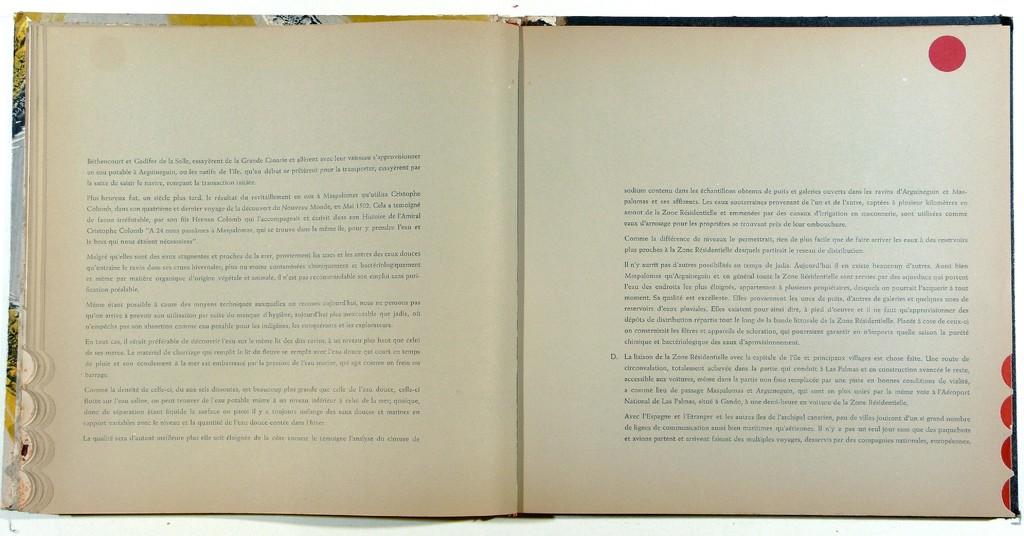 Béthencourt et Gadifer de la Salle, essayèrent de la Grande Canarie et allèrent avec leur vaisseau s'approvisionner
en eau potable à Arguineguin, ou les natifs de l'île, qu'au début se prêtèrent pour la transporter, essayèrent par
la suite de saisir le navire, rompant la transaction initiée.
Plus heureux fut, un siècle plus tard, le résultat du ravitaillement en eau à Maspalomas qu'utilisa Cristophe
Colomb, dans son quatrième et dernier voyage de la découverte du Nouveau Monde, en Mai 1502. Cela a témoigné
de façon irréfutable, par son fils Hernan Colomb qui l'accompagnait et écrivit dans son Histoire de l'Amiral
Cristophe Colomb "A 24 nous passâmes à Maspalomas, qui se trouve dans la même île, pour y prendre l'eau et
le bois qui nous étaient nécessaires".
Malgré qu'elles sont des eaux stagnantes et proches de la mer, proviennent les unes et les autres des eaux douces
qu'entraîne le ravin dans ses crues hivernales; plus ou moins contaminées chimiquement et bactériologiquement
et même par matière organique d'origine végétale et animale, il n'est pas recommandable son emploi sans puri-
fication préalable.
Même étant possible à cause des moyens techniques auxquelles on recours aujourd'hui, nous ne pensons pas
qu'on arrive à prévoir son utilisation par suite du manque d'hygiène; aujourd'hui plus inexcusable que jadis, où
n'empêcha pas son absortion comme eau potable pour les indigènes, les conquérants et les explorateurs.
En tout cas, il serait préférable de découvrir l'eau sur le même lit des dits ravins, à un niveau plus haut que celui
de ses mares. Le matériel de charriage qui remplit le lit du fleuve se remplit avec l'eau douce qui court en temps
de pluie et son écoulement à la mer est embarrassé par la pression de l'eau marine, qui agit comme un frein ou
barrage.
Comme la densité de celle-ci, du aux sels dissoutes, est beaucoup plus grande que celle de l'eau douce, celle-ci
flotte sur l'eau saline, on peut trouver de l'eau potable même à un niveau inférieur à celui de la mer; quoique,
donc de séparation étant liquide la surface on point il y a toujours mélange des eaux douces et marines en
rapport variables avec le niveau et la quantité de l'eau douce contée dans l'hiver.
La qualité sera d'autant meilleure plus elle soit éloignée de la côte comme le témoigne l'analyse du chlorure de
sodium contenu dans les échantillons obtenus de puits et galeries ouverts dans les ravins d'Arguineguin et Mas-
palomas et ses affluents. Les eaux souterraines provenant de l'un et de l'autre, captées à plusieur kilomètres en
amont de la Zone Résidentielle et emmenées par des canaux d'irrigation en maçonnerie, sont utilisées comme
eaux d'arrosage pour les propriétés se trouvant près de leur embouchure.
Comme la différence de niveaux le permettrait, rien de plus facile que de faire arriver les eaux à des reservoirs
plus proches à la Zone Résidentielle desquels partirait le reseau de distribution.
Il n'y aurait pas d'autres possibilités au temps de jadis. Aujourd'hui il en existe beaucoup d'autres. Aussi bien
Maspalomas qu'Arguineguin et en général toute la Zone Résidentielle sont servies par des aqueducs qui portent
l'eau des endroits les plus éloignés, appartenant à plusieurs propriétaires, desquels on pourrait l'acquérir à tout
moment. Sa qualité est excellente. Elles proviennent les unes de puits, d'autres de galeries et quelques unes de
reservoirs d'eaux pluviales. Elles existent pour ainsi dire, à pied d'oeuvre et il ne faut qu'approvisionner des
dépôts de distribution répartis tout le long de la bande littorale de la Zone Résidentielle. Placés à cote de ceux-ci
on construirait les filtres et appareils de scloration, qui pourraient garantir en n'importe quelle saison la pureté
chimique et bactériologique des eaux d'approvisionnement.
D. La liaison de la Zone Résidentielle avec la capitale de l'île et principaux villages est chose faite. Une route de
circonvalation, totalement achevée dans la partie qui conduit à Las Palmas et en construction avancée le reste,
accessible aux voitures, même dans la partie non finie remplacée par une piste en bonnes conditions de vialité,
a comme lieu de passage Maspalomas et Arguineguin, qui sont en plus unies par la même voie à l'Aéroport
National de Las Palmas, situé à Gando, à une demi-heure en voiture de la Zone Résidentielle.
Avec l'Espagne et l'Etranger et les autres îles de l'archipel canarien, peu de villes jouiront d'un si grand nombre
de lignes de communication aussi bien maritimes qu'aériennes. Il n'y a pas un seul jour sans que des paquebots
et avions partent et arrivent faisant des multiples voyages, desservis par des compagnies nationales, européennes,